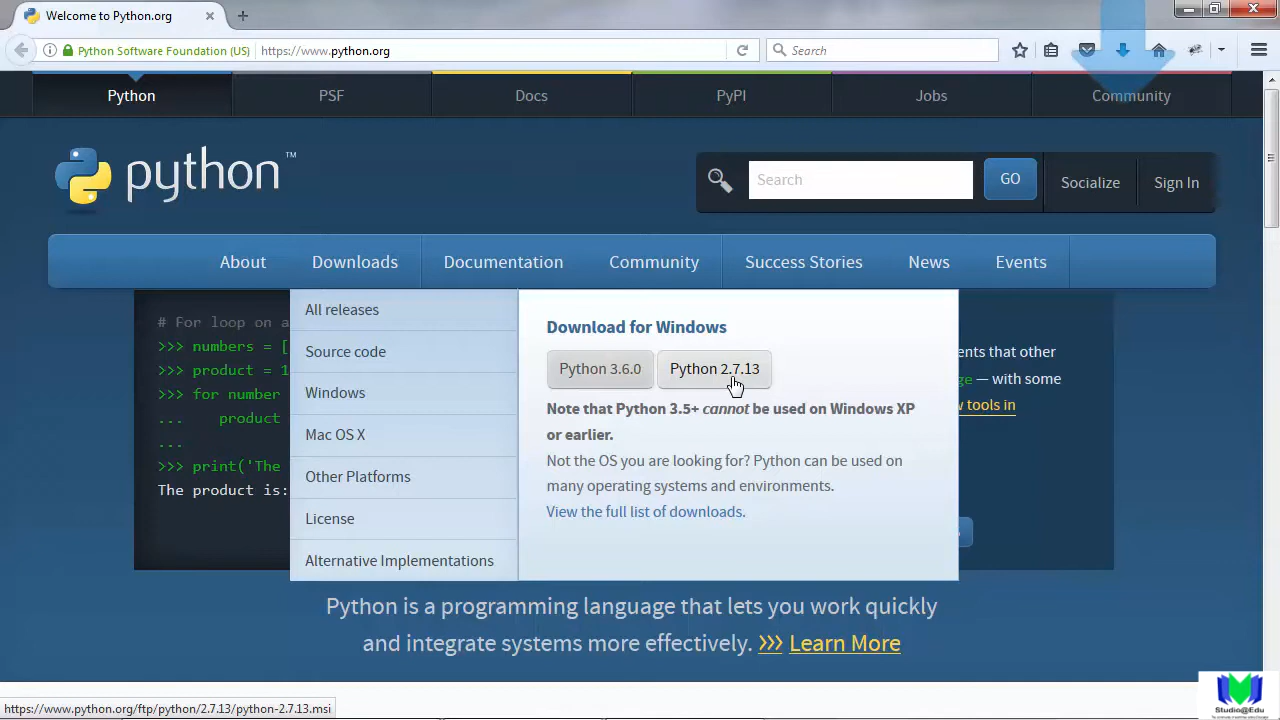 Welcome to Python.org
Python Software Foundation (US)
https://www.python.org
Search
Python
PSF
Docs
PyPI
Jobs
Community
python™
Search
GO
Socialize
Sign In
About
Downloads
Documentation
Community
Success Stories
News
Events
# For loop on a
>>> numbers = [
>>> product = 1
>>> for number
... product
...
>>> print('The
The product is:
All releases
Source code
Windows
Mac OS X
Other Platforms
License
Alternative Implementations
Download for Windows
Python 3.6.0
Python 2.7.13
Note that Python 3.5+ cannot be used on Windows XP
or earlier.
Not the OS you are looking for? Python can be used on
many operating systems and environments.
View the full list of downloads.
ents that other
ge — with some
w tools in
Python is a programming language that lets you work quickly
and integrate systems more effectively. >>> Learn More
https://www.python.org/ftp/python/2.7.13/python-2.7.13.msi
Studio@Edu